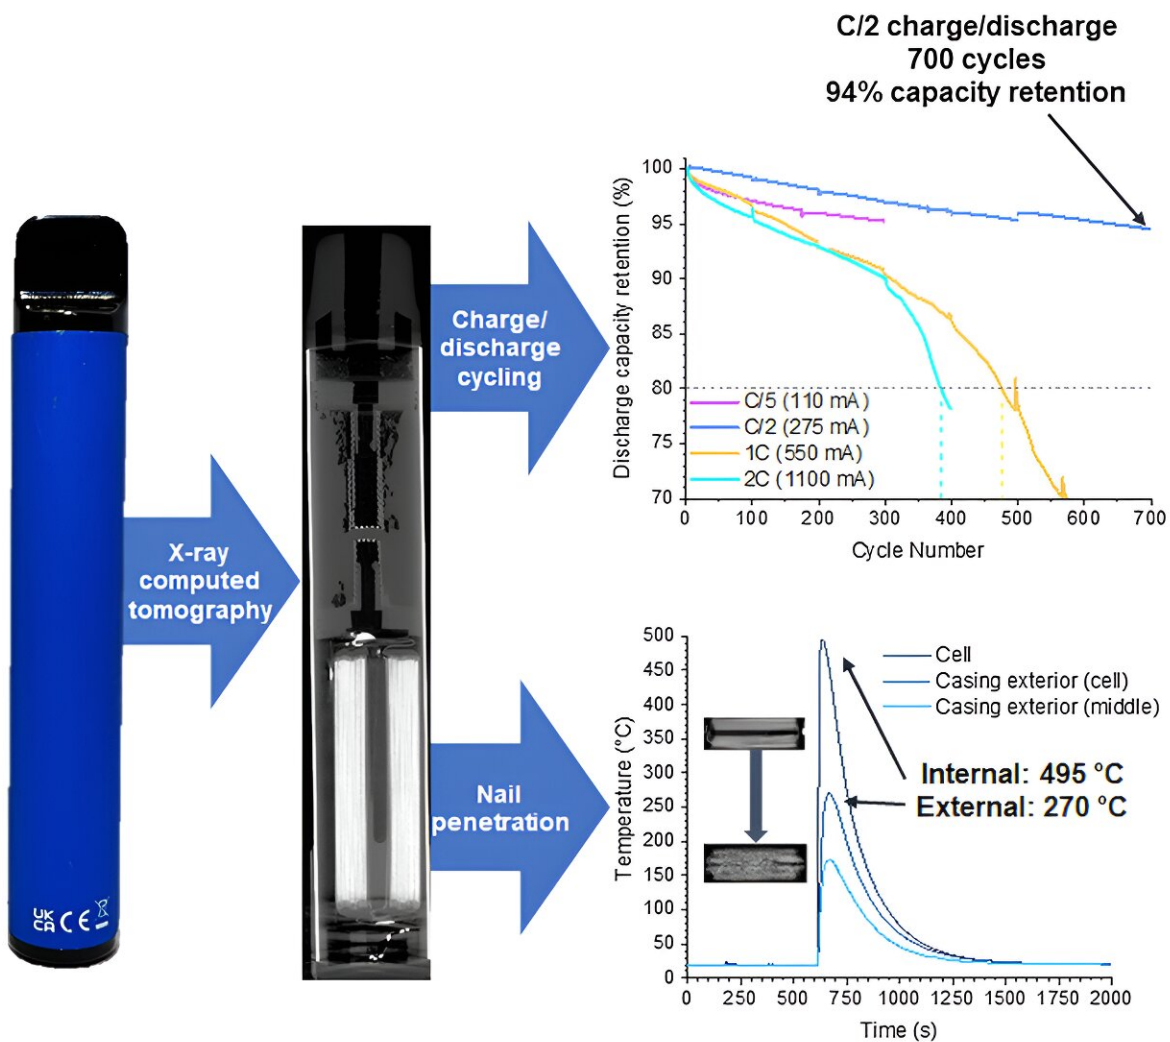 C/2 charge/discharge
700 cycles
94% capacity retention
UK
CA CE
X-ray
computed
tomography
Charge/
discharge
cycling
Nail
penetration
Discharge capacity retention (%)
100
95
90
85
80
75
70
C/5 (110 mA)
C/2 (275 mA)
1C (550 mA)
2C (1100 mA)
0 100 200 300 400 500 600 700
Cycle Number
Temperature (°C)
500
450
400
350
300
250
200
150
100
50
0
Cell
Casing exterior (cell)
Casing exterior (middle)
Internal: 495 °C
External: 270 °C
0 250 500 750 1000 1250 1500 1750 2000
Time (s)